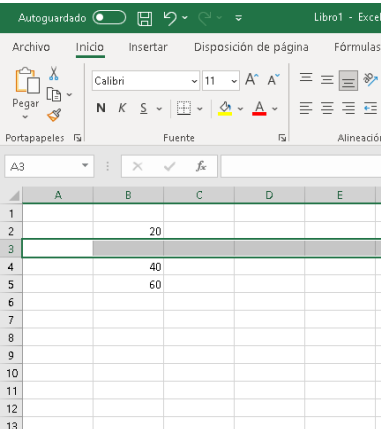 Autoguardado Libro1 - Excel
Archivo Inicio Insertar Disposición de página Fórmulas
Pegar Calibri 11 A A
N K S A
Portapapeles Fuente Alineació
A3 fx
A B C D E
1
2 20
3
4 40
5 60
6
7
8
9
10
11
12
13